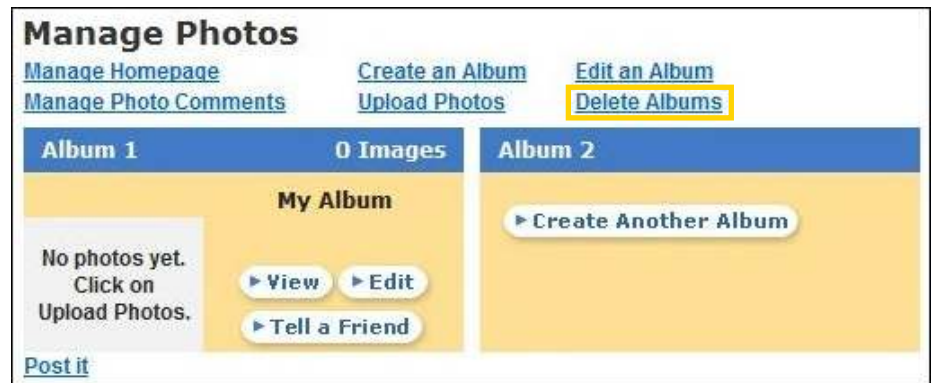 Manage Photos
Manage Homepage Create an Album Edit an Album
Manage Photo Comments Upload Photos Delete Albums
Album 1 0 Images Album 2
My Album
Create Another Album
No photos yet.
Click on
Upload Photos.
View Edit
Tell a Friend
Post it